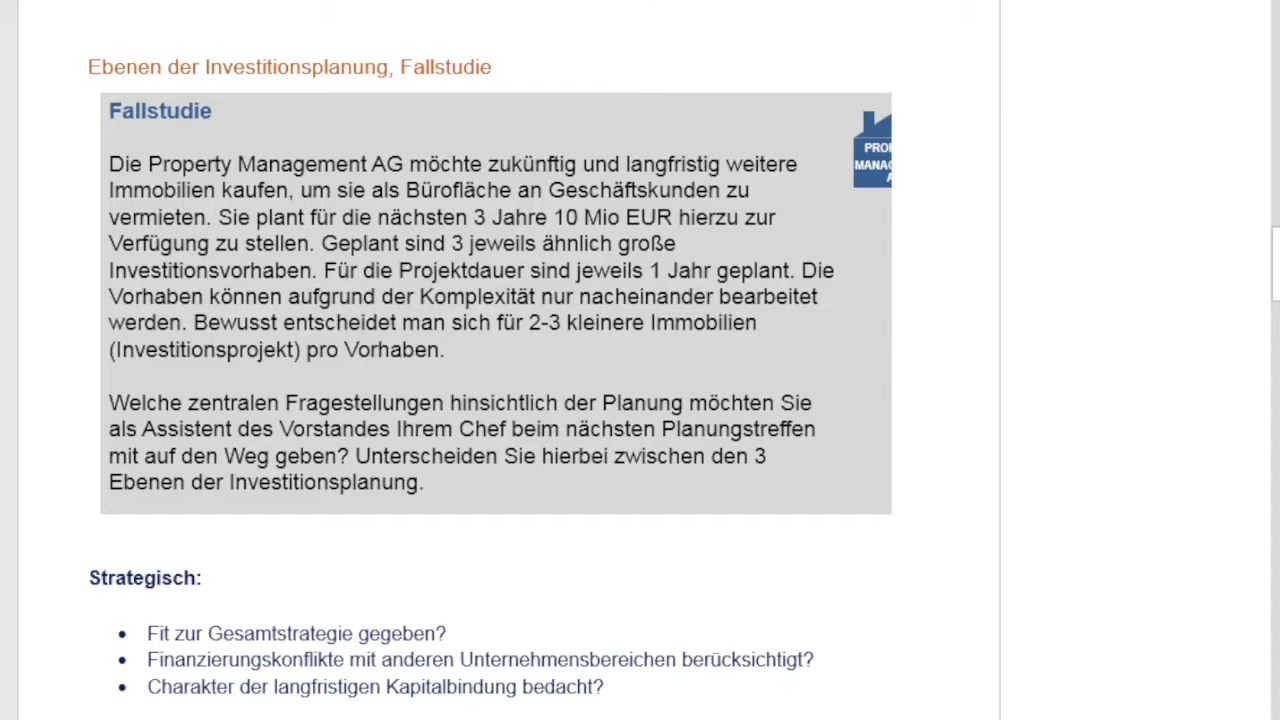 Ebenen der Investitionsplanung, Fallstudie
Fallstudie
Die Property Management AG möchte zukünftig und langfristig weitere
Immobilien kaufen, um sie als Bürofläche an Geschäftskunden zu
vermieten. Sie plant für die nächsten 3 Jahre 10 Mio EUR hierzu zur
Verfügung zu stellen. Geplant sind 3 jeweils ähnlich große
Investitionsvorhaben. Für die Projektdauer sind jeweils 1 Jahr geplant. Die
Vorhaben können aufgrund der Komplexität nur nacheinander bearbeitet
werden. Bewusst entscheidet man sich für 2-3 kleinere Immobilien
(Investitionsprojekt) pro Vorhaben.
Welche zentralen Fragestellungen hinsichtlich der Planung möchten Sie
als Assistent des Vorstandes Ihrem Chef beim nächsten Planungstreffen
mit auf den Weg geben? Unterscheiden Sie hierbei zwischen den 3
Ebenen der Investitionsplanung.
Strategisch:
• Fit zur Gesamtstrategie gegeben?
• Finanzierungskonflikte mit anderen Unternehmensbereichen berücksichtigt?
• Charakter der langfristigen Kapitalbindung bedacht?